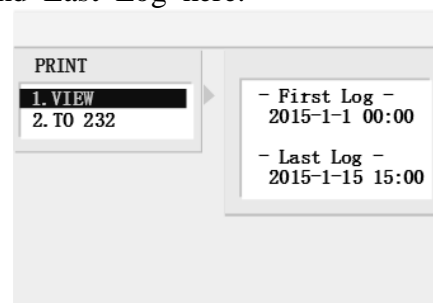 and Last Log here.
PRINT
1. VIEW
2. TO 232
- First Log -
2015-1-1 00:00
- Last Log -
2015-1-15 15:00